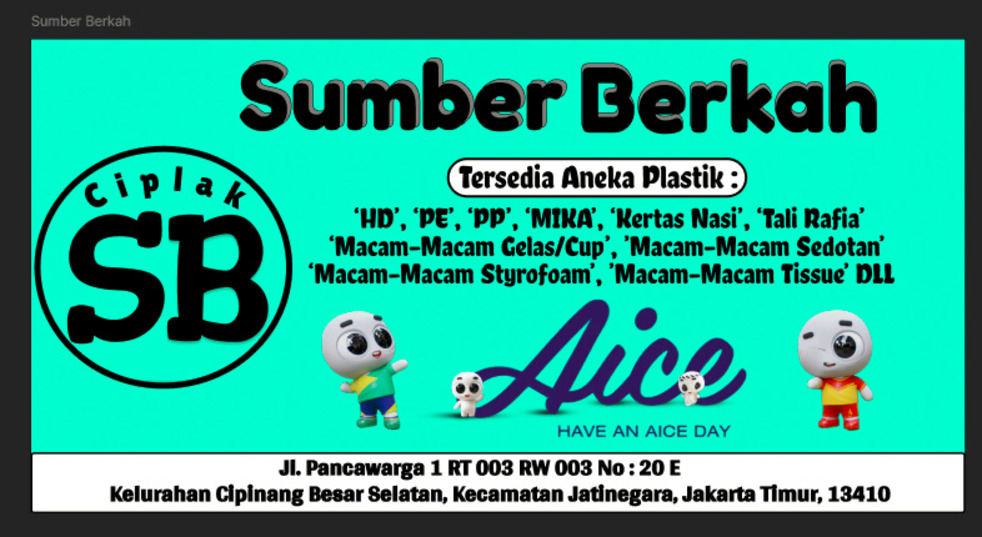 Sumber Berkah
Sumber Berkah
Ciplak
SB
Tersedia Aneka Plastik :
‘HD’, ‘PE’, ‘PP’, ‘MIKA’, ‘Kertas Nasi’, ‘Tali Rafia’
‘Macam-Macam Gelas/Cup’, ’Macam-Macam Sedotan’
‘Macam-Macam Styrofoam’, ’Macam-Macam Tissue’ DLL
Aice
HAVE AN AICE DAY
Jl. Pancawarga 1 RT 003 RW 003 No : 20 E
Kelurahan Cipinang Besar Selatan, Kecamatan Jatinegara, Jakarta Timur, 13410